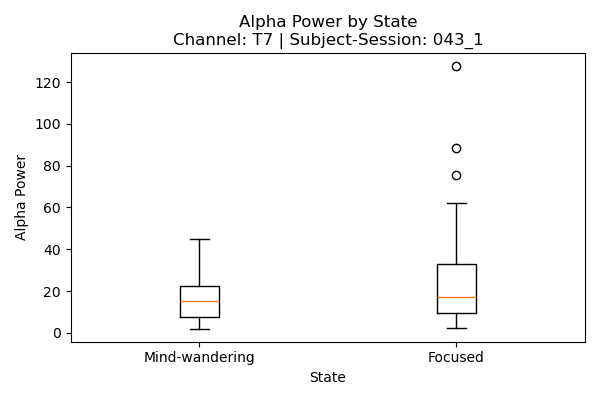 Alpha Power by State
Channel: T7 | Subject-Session: 043_1
120
100
80
60
40
20
0
Alpha Power
Mind-wandering
Focused
State